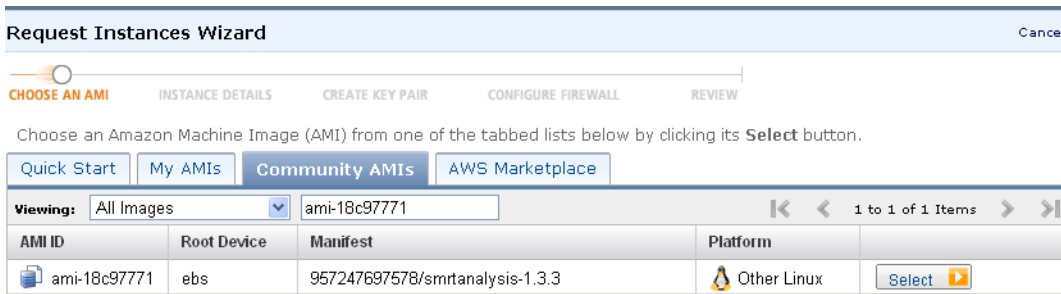 Request Instances Wizard Cance
CHOOSE AN AMI INSTANCE DETAILS CREATE KEY PAIR CONFIGURE FIREWALL REVIEW
Choose an Amazon Machine Image (AMI) from one of the tabbed lists below by clicking its Select button.
Quick Start My AMIs Community AMIs AWS Marketplace
Viewing: All Images ami-18c97771 1 to 1 of 1 Items
AMI ID Root Device Manifest Platform
ami-18c97771 ebs 957247697578/smrtanalysis-1.3.3 Other Linux Select